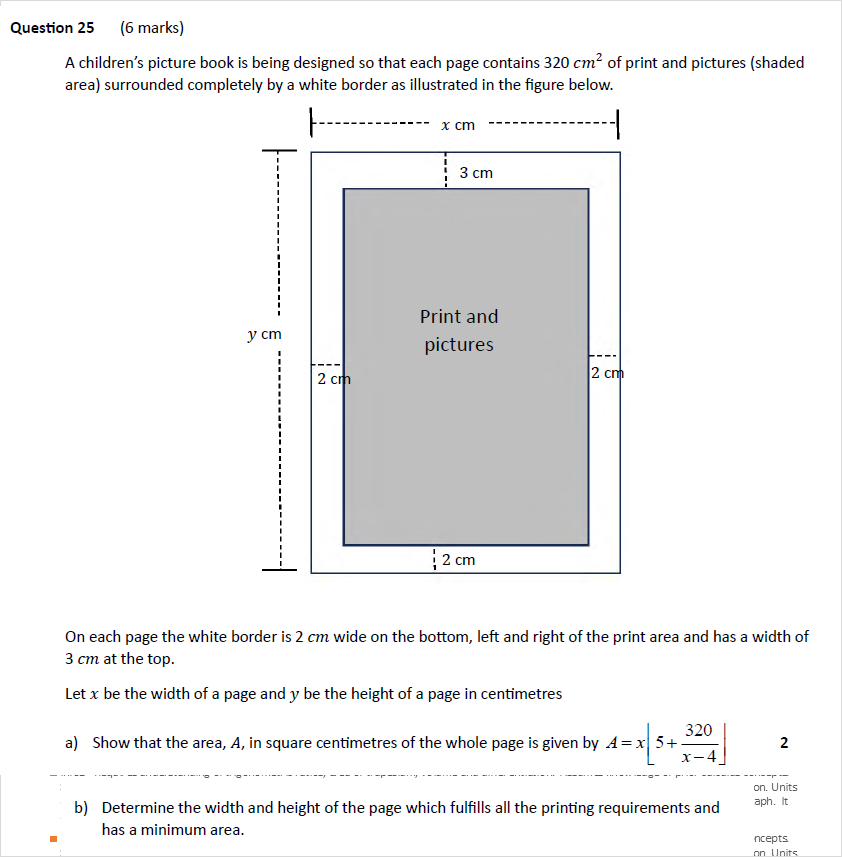 Question 25 (6 marks)
A children's picture book is being designed so that each page contains 320 cm² of print and pictures (shaded
area) surrounded completely by a white border as illustrated in the figure below.
x cm
3 cm
Print and
pictures
y cm
2 cm
2 cm
2 cm
On each page the white border is 2 cm wide on the bottom, left and right of the print area and has a width of
3 cm at the top.
Let x be the width of a page and y be the height of a page in centimetres
a) Show that the area, A, in square centimetres of the whole page is given by A = x[5 + 320/(x − 4)] 2
on. Units
b) Determine the width and height of the page which fulfills all the printing requirements and
aph. It
has a minimum area.
ncepts
on Units